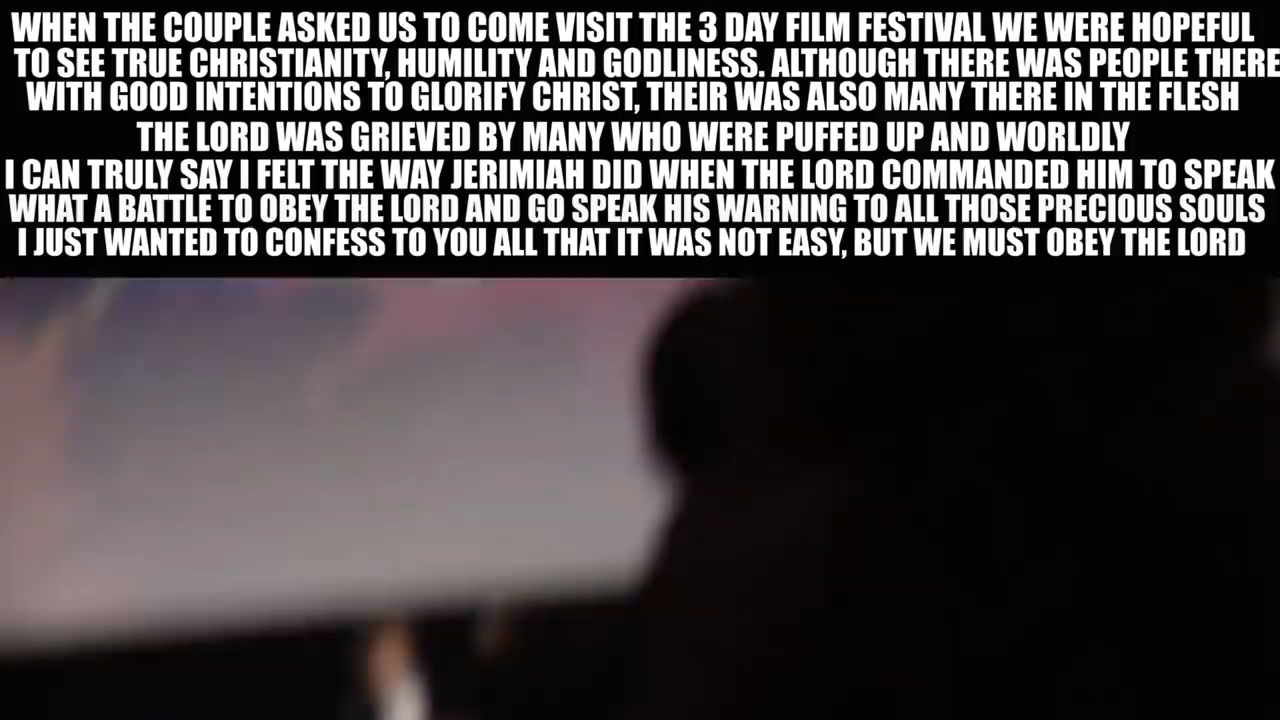 WHEN THE COUPLE ASKED US TO COME VISIT THE 3 DAY FILM FESTIVAL WE WERE HOPEFUL
TO SEE TRUE CHRISTIANITY, HUMILITY AND GODLINESS. ALTHOUGH THERE WAS PEOPLE THERE
WITH GOOD INTENTIONS TO GLORIFY CHRIST, THEIR WAS ALSO MANY THERE IN THE FLESH
THE LORD WAS GRIEVED BY MANY WHO WERE PUFFED UP AND WORLDLY
I CAN TRULY SAY I FELT THE WAY JERIMIAH DID WHEN THE LORD COMMANDED HIM TO SPEAK
WHAT A BATTLE TO OBEY THE LORD AND GO SPEAK HIS WARNING TO ALL THOSE PRECIOUS SOULS
I JUST WANTED TO CONFESS TO YOU ALL THAT IT WAS NOT EASY, BUT WE MUST OBEY THE LORD